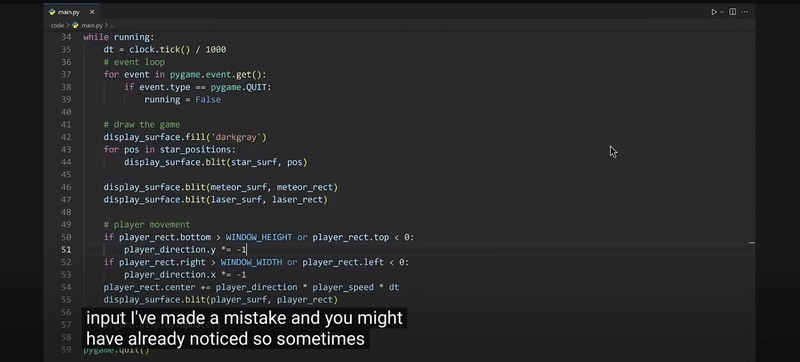 main.py
code > main.py > ...
34 while running:
35 dt = clock.tick() / 1000
36 # event loop
37 for event in pygame.event.get():
38 if event.type == pygame.QUIT:
39 running = False
40
41 # draw the game
42 display_surface.fill('darkgray')
43 for pos in star_positions:
44 display_surface.blit(star_surf, pos)
45
46 display_surface.blit(meteor_surf, meteor_rect)
47 display_surface.blit(laser_surf, laser_rect)
48
49 # player movement
50 if player_rect.bottom > WINDOW_HEIGHT or player_rect.top < 0:
51 player_direction.y *= -1
52 if player_rect.right > WINDOW_WIDTH or player_rect.left < 0:
53 player_direction.x *= -1
54 player_rect.center += player_direction * player_speed * dt
55 display_surface.blit(player_surf, player_rect)
input I've made a mistake and you might
have already noticed so sometimes
59 pygame.quit()